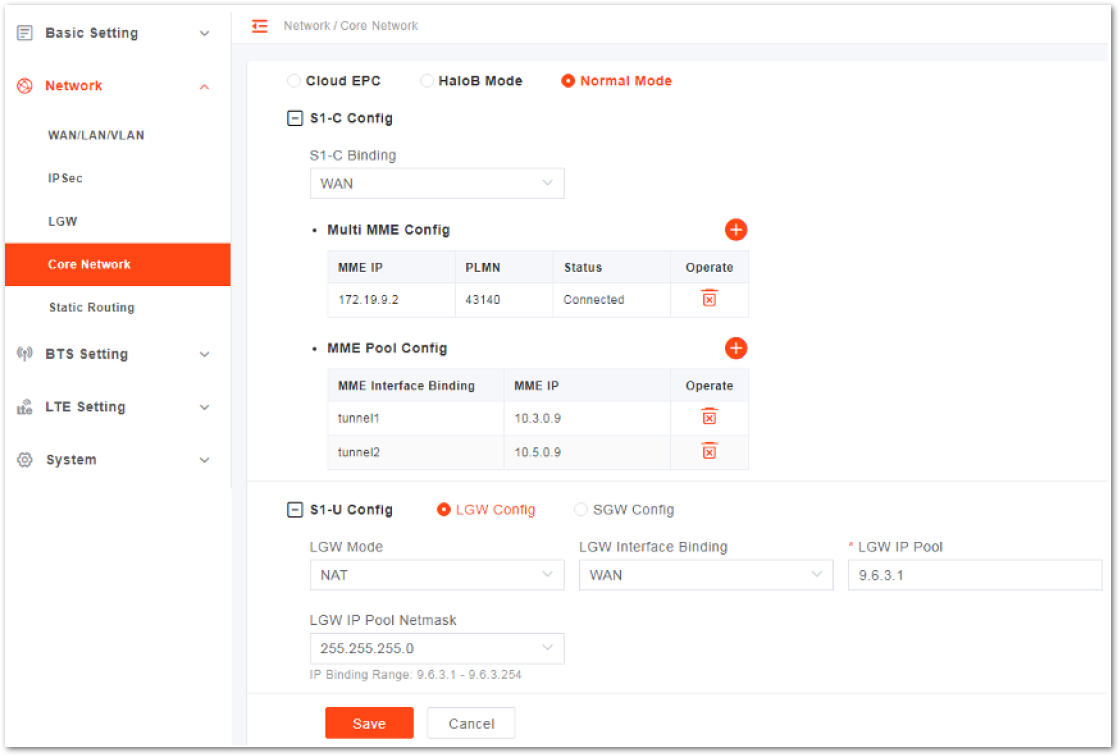 Basic Setting
Network
WAN/LAN/VLAN
IPSec
LGW
Core Network
Static Routing
BTS Setting
LTE Setting
System
Network / Core Network
Cloud EPC HaloB Mode Normal Mode
S1-C Config
S1-C Binding
WAN
• Multi MME Config
MME IP PLMN Status Operate
172.19.9.2 43140 Connected
• MME Pool Config
MME Interface Binding MME IP Operate
tunnel1 10.3.0.9
tunnel2 10.5.0.9
S1-U Config LGW Config SGW Config
LGW Mode LGW Interface Binding * LGW IP Pool
NAT WAN 9.6.3.1
LGW IP Pool Netmask
255.255.255.0
IP Binding Range: 9.6.3.1 - 9.6.3.254
Save Cancel